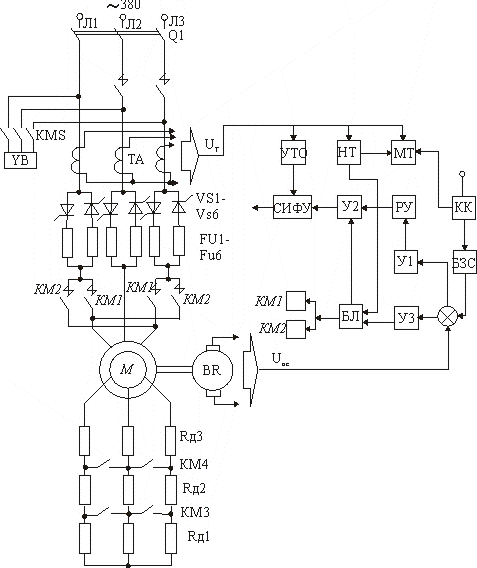 ~380
Л1 Л2 Л3
Q1
KMS
YB
TA
Uт
УТО НТ МТ
VS1-
Vs6
СИФУ У2 РУ КК
FU1-
Fu6
У1 БЗС
КМ2 КМ1 КМ1 КМ2
КМ1
КМ2
БЛ У3
М
BR
Uос
Rд3
КМ4
Rд2
КМ3
Rд1